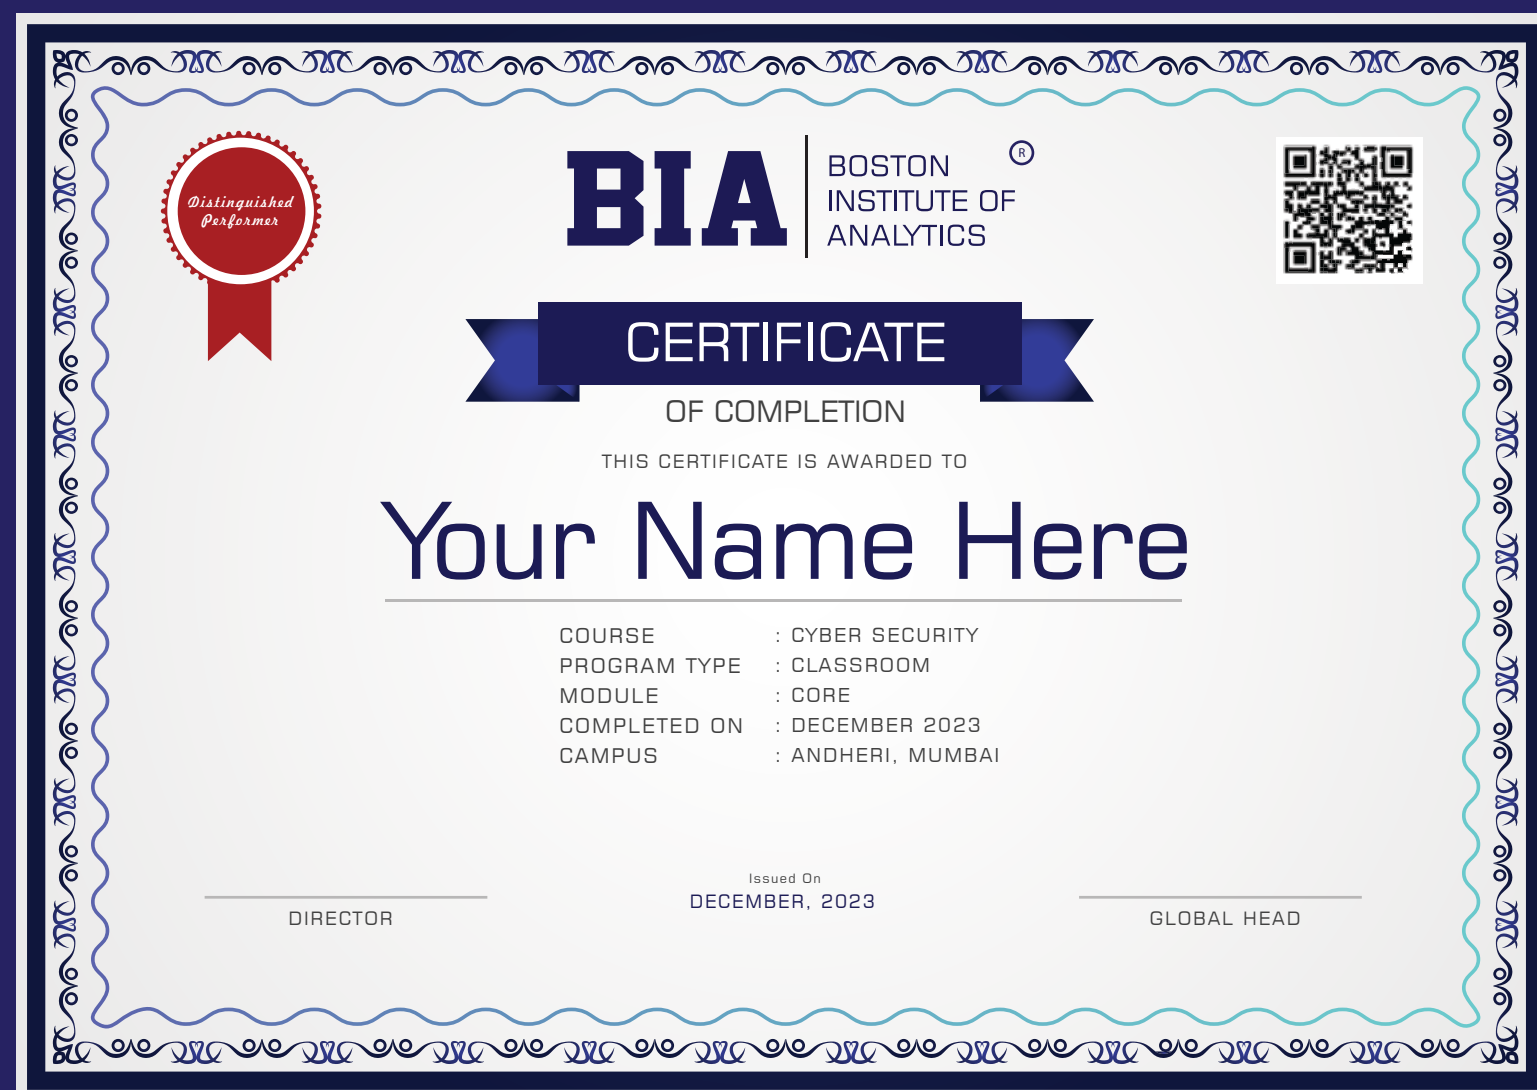 Distinguished
Performer
BIA
BOSTON
INSTITUTE OF
ANALYTICS
®
CERTIFICATE
OF COMPLETION
THIS CERTIFICATE IS AWARDED TO
Your Name Here
COURSE : CYBER SECURITY
PROGRAM TYPE : CLASSROOM
MODULE : CORE
COMPLETED ON : DECEMBER 2023
CAMPUS : ANDHERI, MUMBAI
Issued On
DECEMBER, 2023
DIRECTOR
GLOBAL HEAD